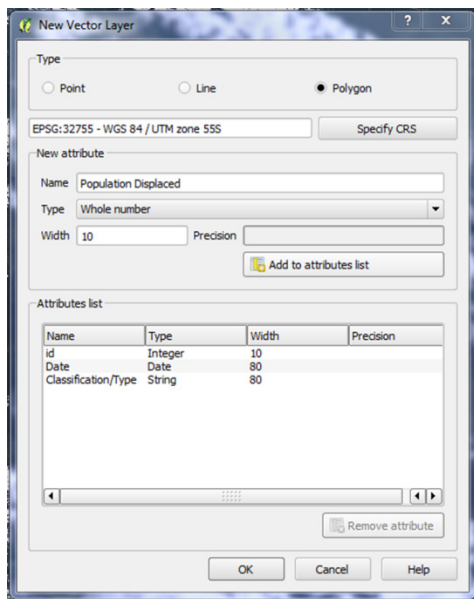 New Vector Layer
Type
Point Line Polygon
EPSG:32755 - WGS 84 / UTM zone 55S Specify CRS
New attribute
Name Population Displaced
Type Whole number
Width 10 Precision
Add to attributes list
Attributes list
Name Type Width Precision
id Integer 10
Date Date 80
Classification/Type String 80
Remove attribute
OK Cancel Help